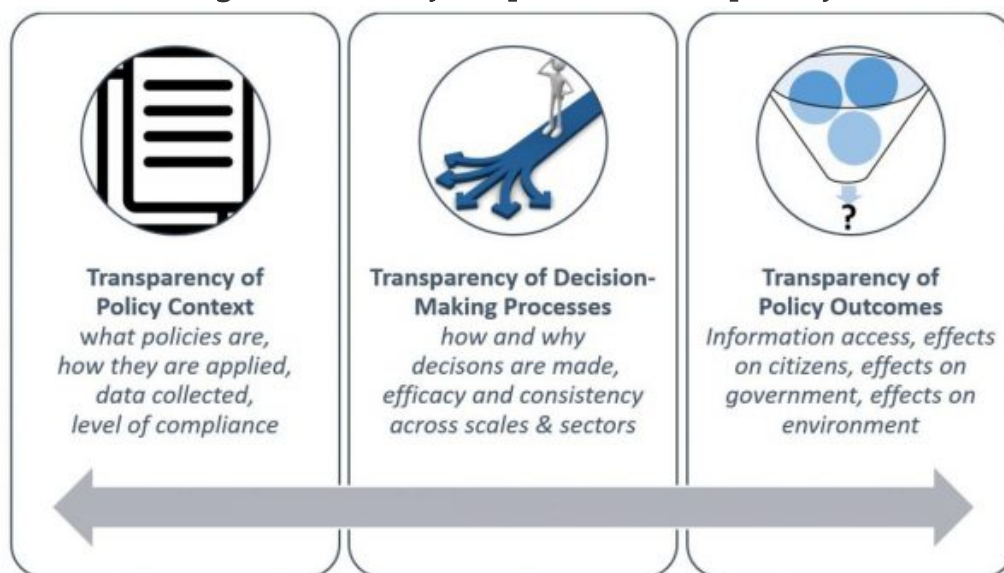 Transparency of
Policy Context
what policies are,
how they are applied,
data collected,
level of compliance
Transparency of Decision-
Making Processes
how and why
decisons are made,
efficacy and consistency
across scales & sectors
?
Transparency of
Policy Outcomes
Information access, effects
on citizens, effects on
government, effects on
environment